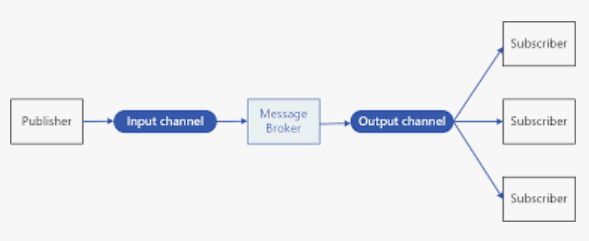 Publisher
Input channel
Message
Broker
Output channel
Subscriber
Subscriber
Subscriber